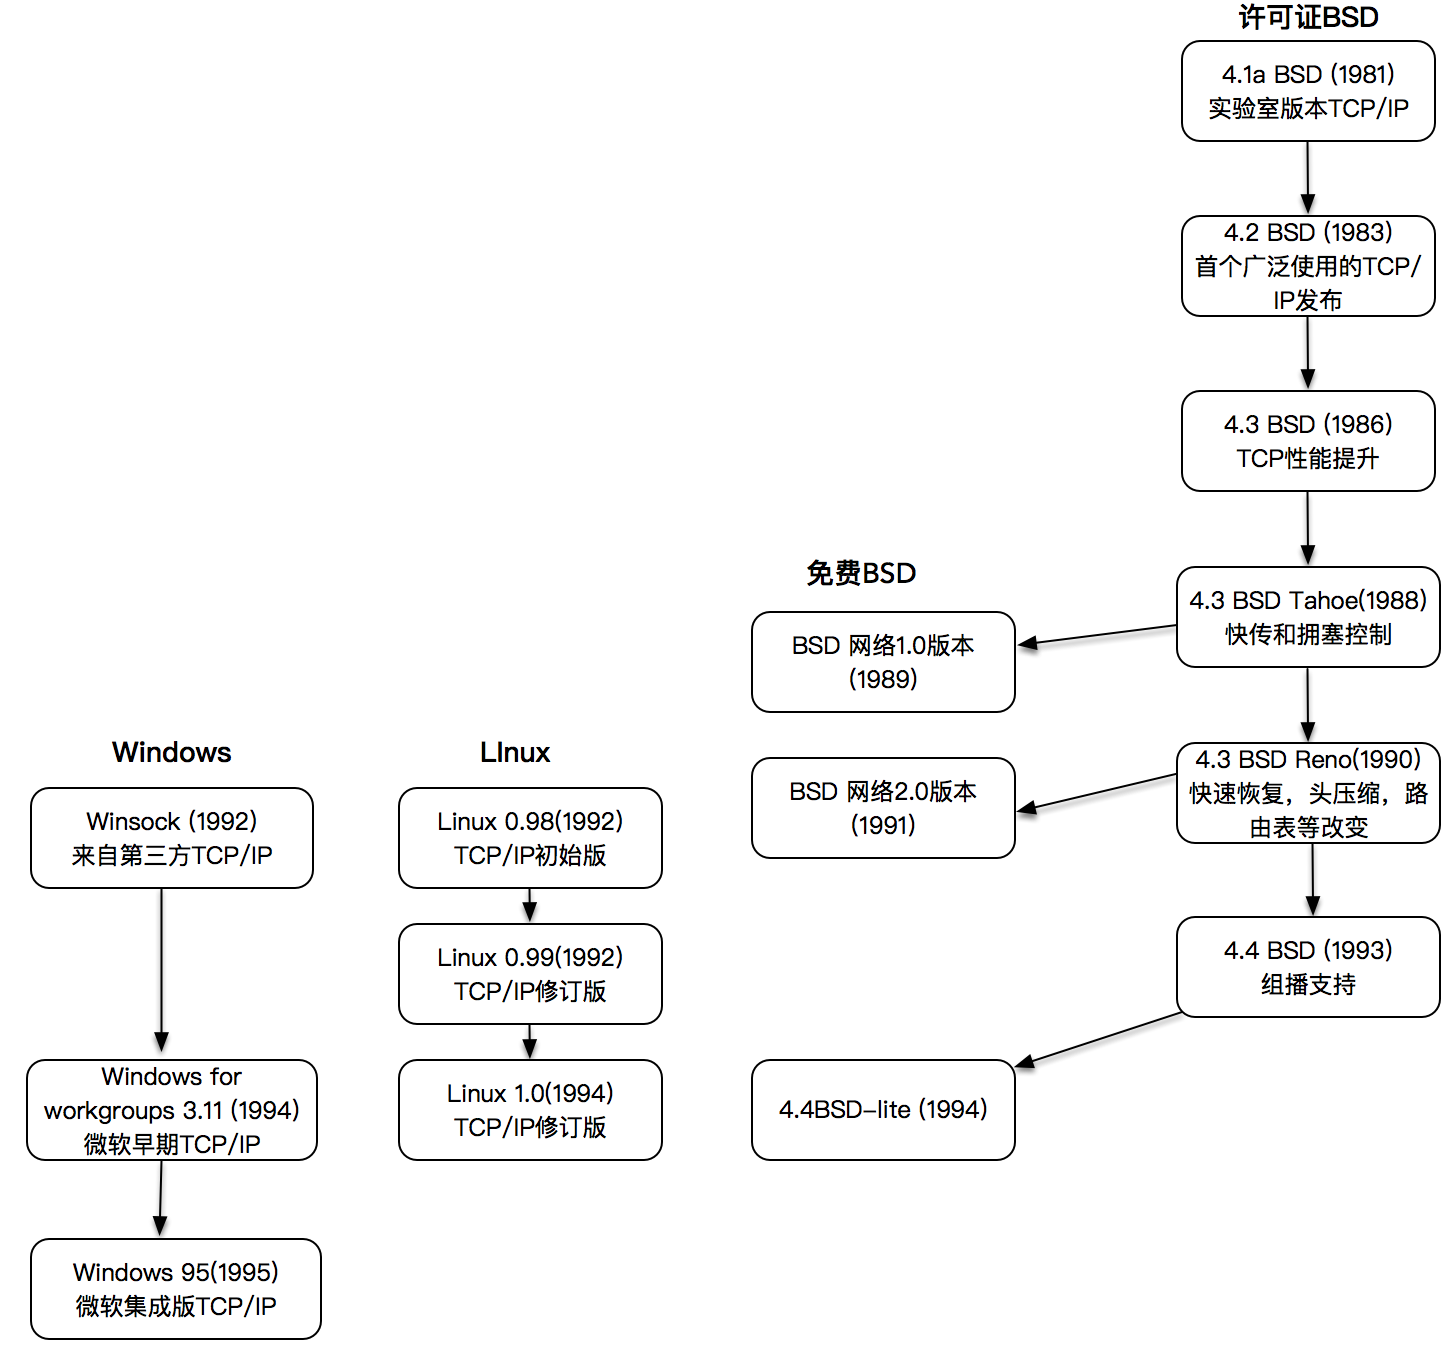 许可证BSD
4.1a BSD (1981)
实验室版本TCP/IP
4.2 BSD (1983)
首个广泛使用的TCP/
IP发布
4.3 BSD (1986)
TCP性能提升
4.3 BSD Tahoe(1988)
快传和拥塞控制
4.3 BSD Reno(1990)
快速恢复，头压缩，路
由表等改变
4.4 BSD (1993)
组播支持
免费BSD
BSD 网络1.0版本
(1989)
BSD 网络2.0版本
(1991)
4.4BSD-lite (1994)
LInux
Linux 0.98(1992)
TCP/IP初始版
Linux 0.99(1992)
TCP/IP修订版
Linux 1.0(1994)
TCP/IP修订版
Windows
Winsock (1992)
来自第三方TCP/IP
Windows for
workgroups 3.11 (1994)
微软早期TCP/IP
Windows 95(1995)
微软集成版TCP/IP